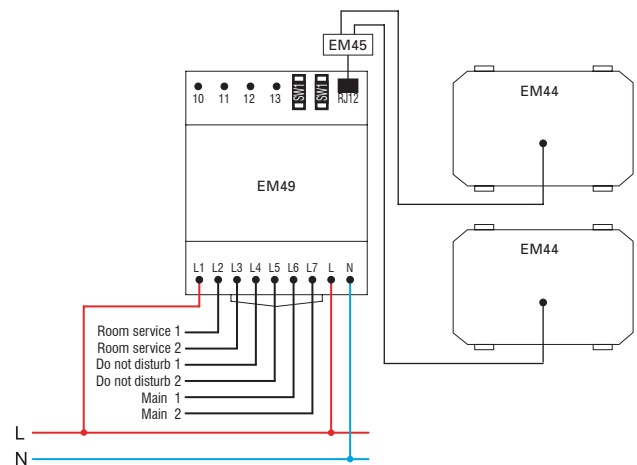 EM45
10 11 12 13 SW1 SW1 RJ12
EM44
EM49
EM44
L1 L2 L3 L4 L5 L6 L7 L N
Room service 1
Room service 2
Do not disturb 1
Do not disturb 2
Main 1
Main 2
L
N